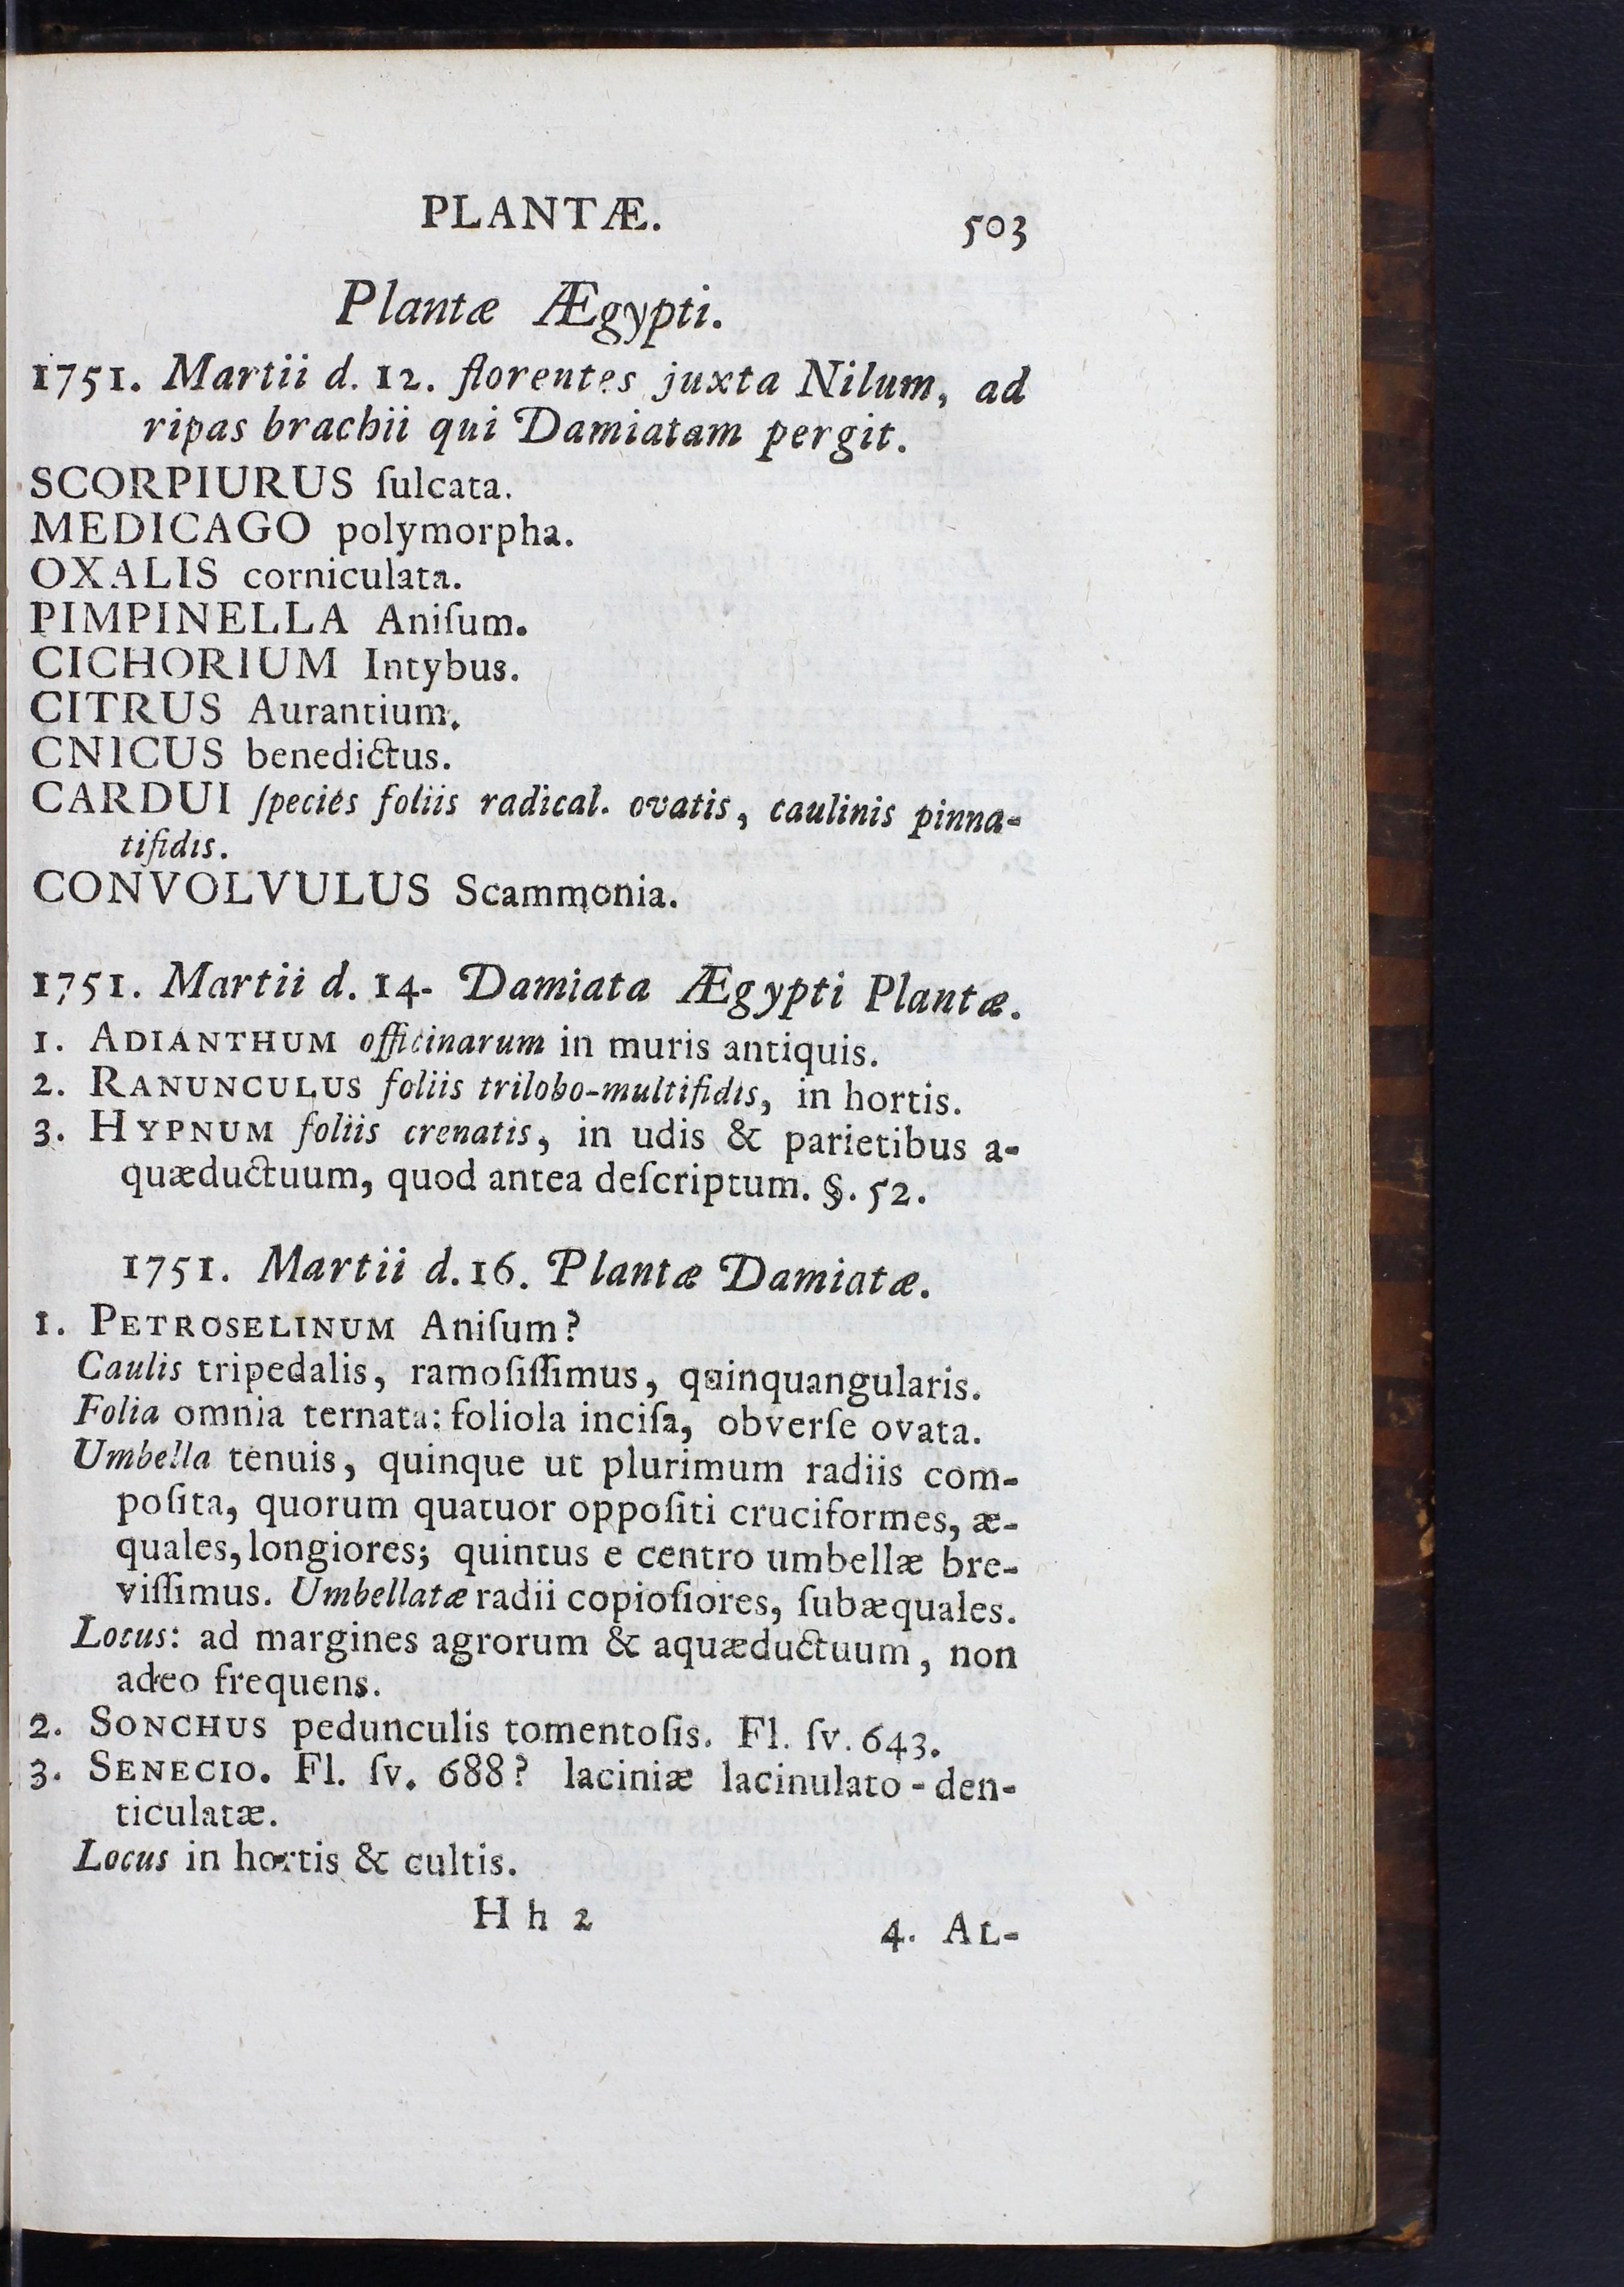 PLANTÆ. 503
Plantæ Ægypti.
1751. Martii d. 12. florentes juxta Nilum, ad
ripas brachii qui Damiatam pergit.
SCORPIURUS ſulcata.
MEDICAGO polymorpha.
OXALIS corniculata.
PIMPINELLA Aniſum.
CICHORIUM Intybus.
CITRUS Aurantium.
CNICUS benedictus.
CARDUI ſpecies foliis radical. ovatis, caulinis pinna-
tifidis.
CONVOLVULUS Scammonia.
1751. Martii d. 14- Damiata Ægypti Plantæ.
1. ADIANTHUM officinarum in muris antiquis.
2. RANUNCULUS foliis trilobo-multifidis, in hortis.
3. HYPNUM foliis crenatis, in udis & parietibus a-
quæductuum, quod antea deſcriptum. §. 52.
1751. Martii d. 16. Plantæ Damiatæ.
1. PETROSELINUM Aniſum?
Caulis tripedalis, ramoſiſſimus, quinquangularis.
Folia omnia ternata: foliola inciſa, obverſe ovata.
Umbella tenuis, quinque ut plurimum radiis com-
poſita, quorum quatuor oppoſiti cruciformes, æ-
quales, longiores; quintus e centro umbellæ bre-
viſſimus. Umbellatæ radii copioſiores, ſubæquales.
Locus: ad margines agrorum & aquæductuum, non
adeo frequens.
2. SONCHUS pedunculis tomentoſis. Fl. ſv. 643.
3. SENECIO. Fl. ſv. 688? laciniæ lacinulato-den-
ticulatæ.
Locus in hortis & cultis.
H h 2 4. AL-